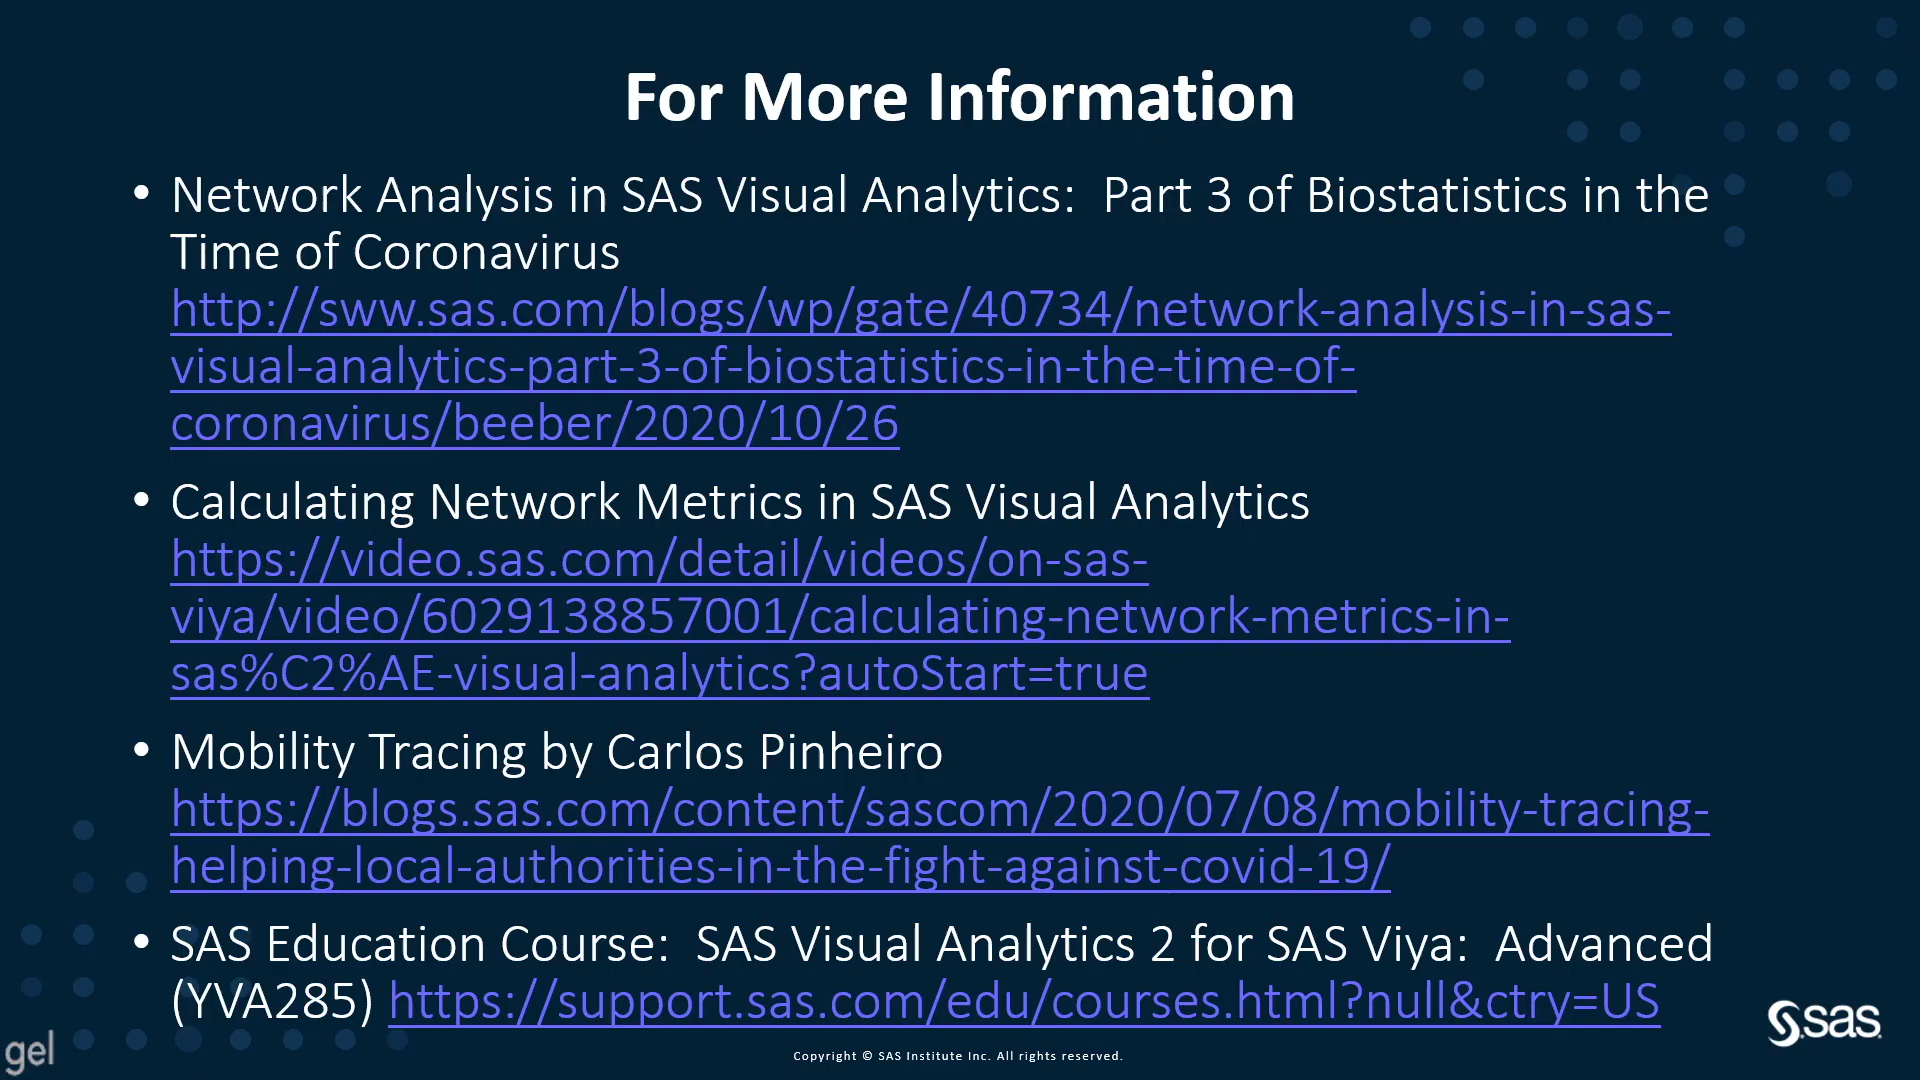 For More Information
• Network Analysis in SAS Visual Analytics:  Part 3 of Biostatistics in the
Time of Coronavirus
http://sww.sas.com/blogs/wp/gate/40734/network-analysis-in-sas-
visual-analytics-part-3-of-biostatistics-in-the-time-of-
coronavirus/beeber/2020/10/26
• Calculating Network Metrics in SAS Visual Analytics
https://video.sas.com/detail/videos/on-sas-
viya/video/6029138857001/calculating-network-metrics-in-
sas%C2%AE-visual-analytics?autoStart=true
• Mobility Tracing by Carlos Pinheiro
https://blogs.sas.com/content/sascom/2020/07/08/mobility-tracing-
helping-local-authorities-in-the-fight-against-covid-19/
• SAS Education Course:  SAS Visual Analytics 2 for SAS Viya:  Advanced
(YVA285) https://support.sas.com/edu/courses.html?null&ctry=US
sas
gel
Copyright © SAS Institute Inc. All rights reserved.